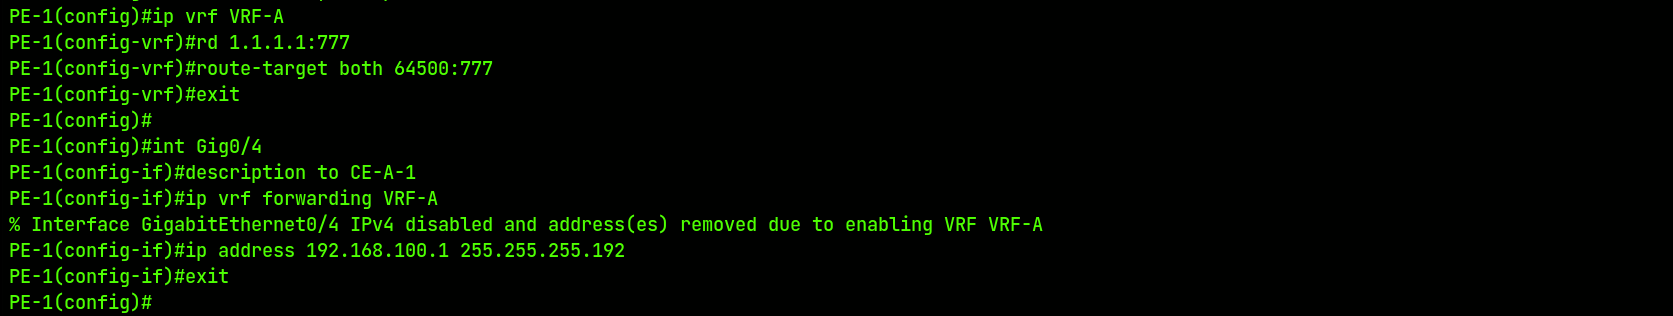 PE-1(config)#ip vrf VRF-A
PE-1(config-vrf)#rd 1.1.1.1:777
PE-1(config-vrf)#route-target both 64500:777
PE-1(config-vrf)#exit
PE-1(config)#
PE-1(config)#int Gig0/4
PE-1(config-if)#description to CE-A-1
PE-1(config-if)#ip vrf forwarding VRF-A
% Interface GigabitEthernet0/4 IPv4 disabled and address(es) removed due to enabling VRF VRF-A
PE-1(config-if)#ip address 192.168.100.1 255.255.255.192
PE-1(config-if)#exit
PE-1(config)#